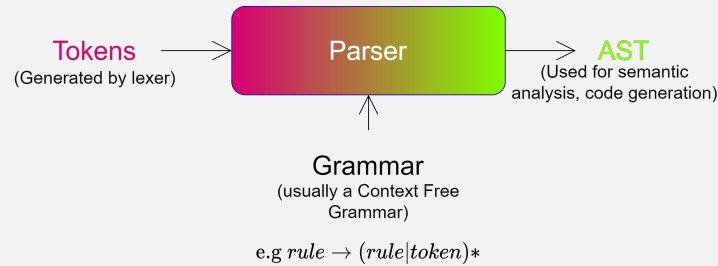 Tokens
(Generated by lexer)
Parser
AST
(Used for semantic
analysis, code generation)
Grammar
(usually a Context Free
Grammar)
e.g rule → (rule|token)*